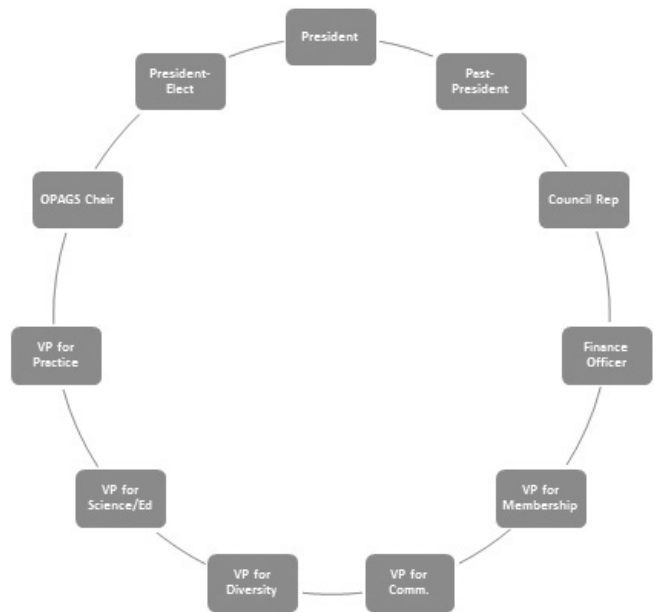 President
Past-
President
Council Rep
Finance
Officer
VP for
Membership
VP for
Comm.
VP for
Diversity
VP for
Science/Ed
VP for
Practice
OPAGS Chair
President-
Elect